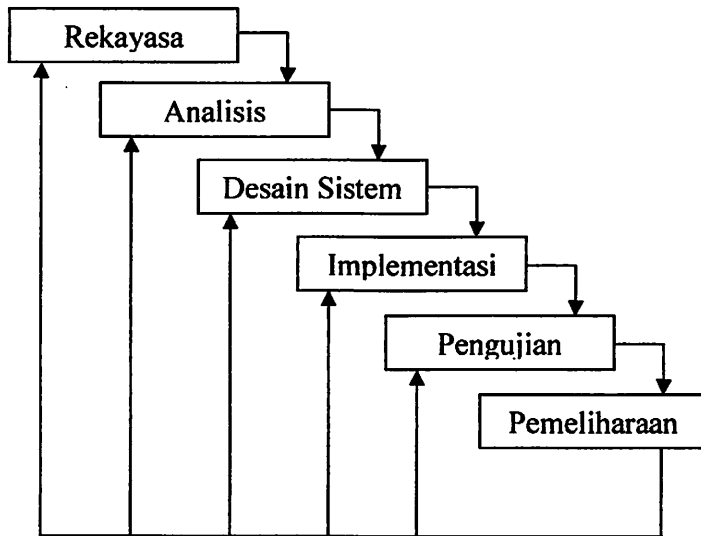 Rekayasa
Analisis
Desain Sistem
Implementasi
Pengujian
Pemeliharaan